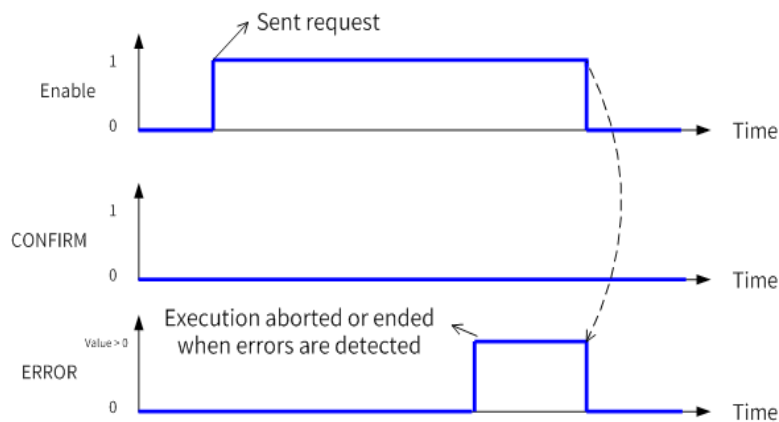 Sent request
1
Enable
0
Time
1
CONFIRM
0
Time
Execution aborted or ended
when errors are detected
Value > 0
ERROR
0
Time